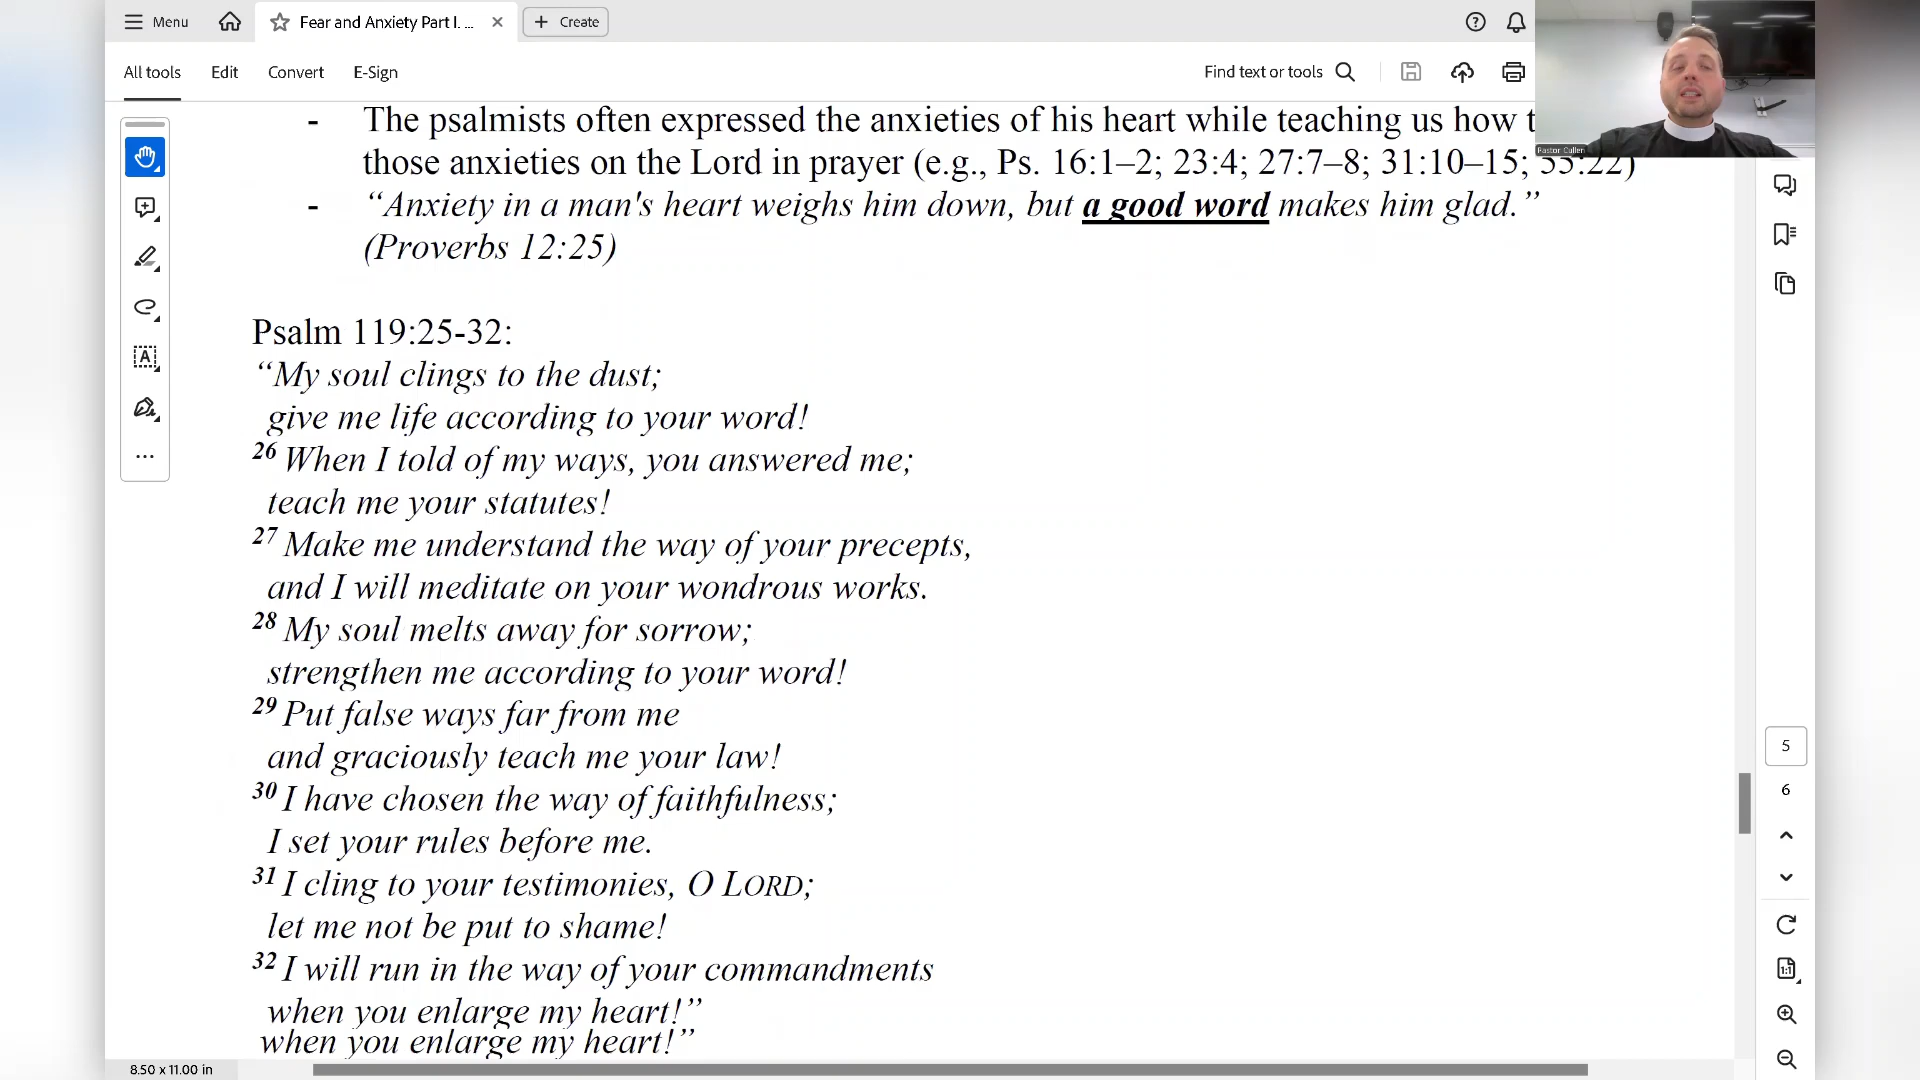 Menu
Fear and Anxiety Part I. ...
Create
All tools
Edit
Convert
E-Sign
Find text or tools
Pastor Cullen
- The psalmists often expressed the anxieties of his heart while teaching us how t
those anxieties on the Lord in prayer (e.g., Ps. 16:1–2; 23:4; 27:7–8; 31:10–15; 55:22)
- “Anxiety in a man's heart weighs him down, but a good word makes him glad.”
(Proverbs 12:25)
Psalm 119:25-32:
“My soul clings to the dust;
give me life according to your word!
26 When I told of my ways, you answered me;
teach me your statutes!
27 Make me understand the way of your precepts,
and I will meditate on your wondrous works.
28 My soul melts away for sorrow;
strengthen me according to your word!
29 Put false ways far from me
and graciously teach me your law!
30 I have chosen the way of faithfulness;
I set your rules before me.
31 I cling to your testimonies, O LORD;
let me not be put to shame!
32 I will run in the way of your commandments
when you enlarge my heart!”
when you enlarge my heart!”
5
6
1:1
8.50 x 11.00 in